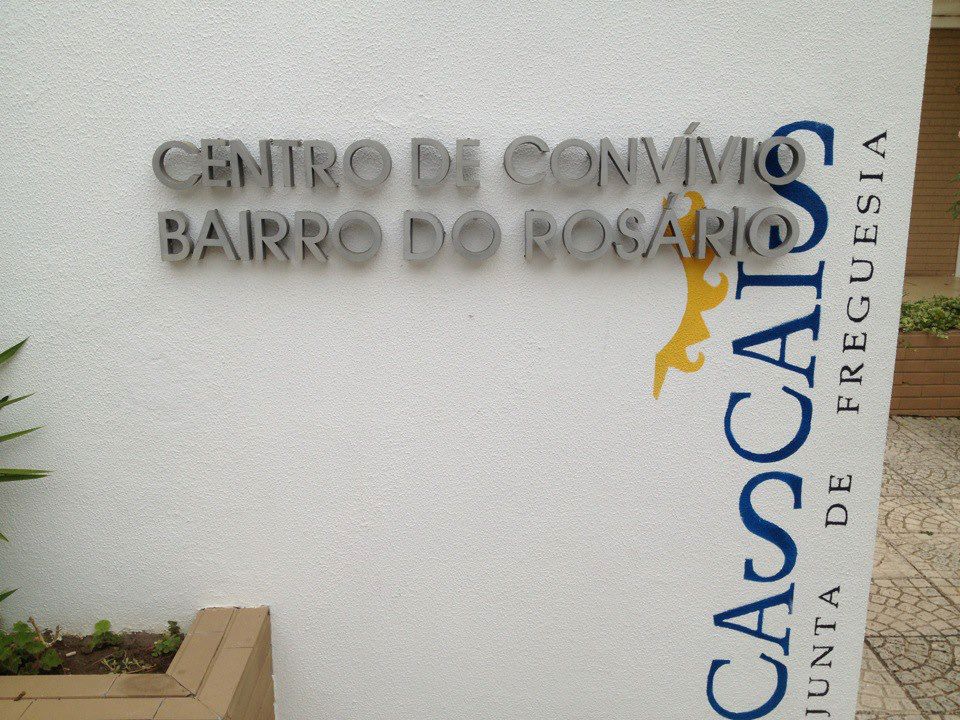 CENTRO DE CONVÍVIO
BAIRRO DO ROSÁRIO
CASCAIS
JUNTA DE FREGUESIA